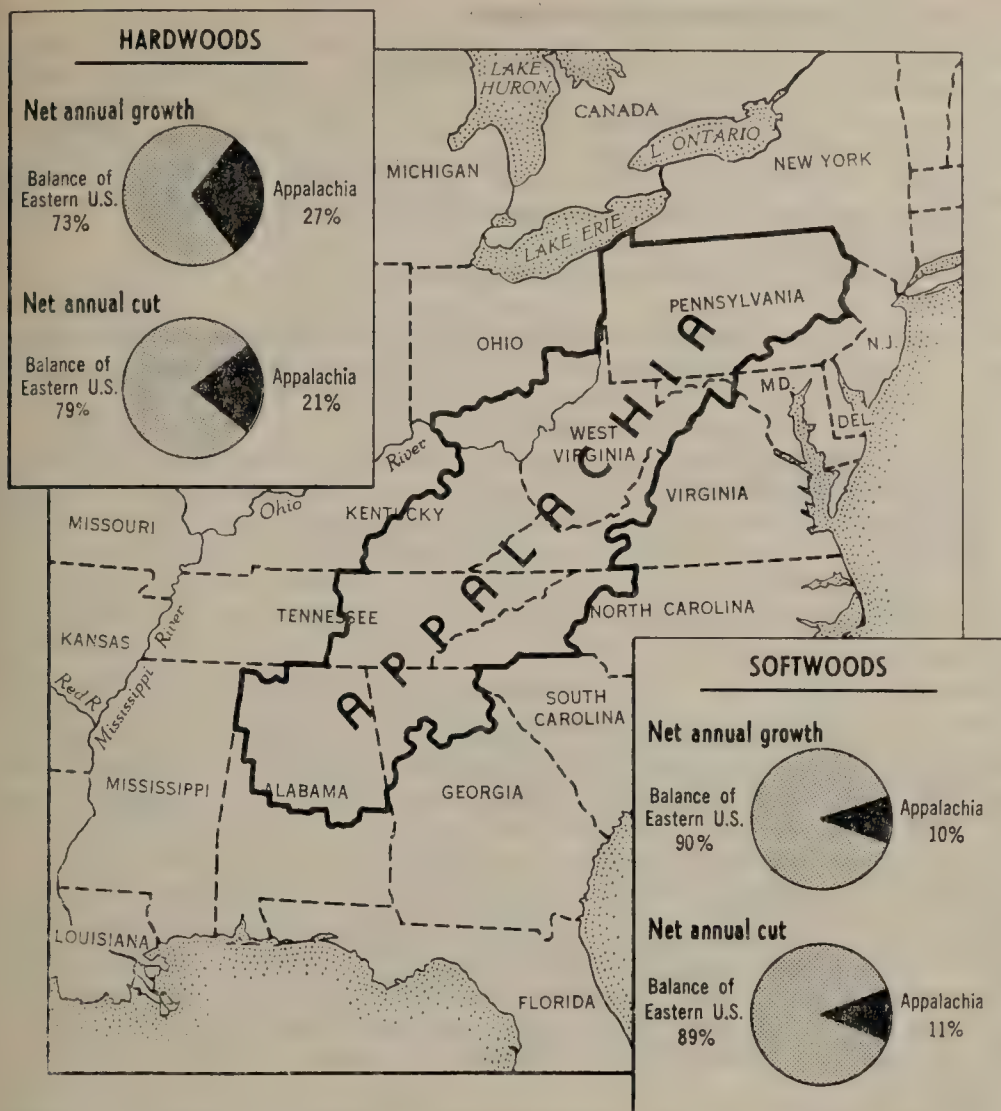 HARDWOODS
Net annual growth
Balance of
Eastern U.S.
73%
Appalachia
27%
Net annual cut
Balance of
Eastern U.S.
79%
Appalachia
21%
LAKE
HURON
CANADA
MICHIGAN
L. ONTARIO
NEW YORK
LAKE ERIE
PENNSYLVANIA
OHIO
N.J.
MD.
DEL.
WEST
VIRGINIA
VIRGINIA
River
Ohio
KENTUCKY
MISSOURI
APPALACHIA
TENNESSEE
NORTH CAROLINA
KANSAS
River
Mississippi
Red R.
SOUTH
CAROLINA
MISSISSIPPI
ALABAMA
GEORGIA
LOUISIANA
FLORIDA
SOFTWOODS
Net annual growth
Balance of
Eastern U.S.
90%
Appalachia
10%
Net annual cut
Balance of
Eastern U.S.
89%
Appalachia
11%